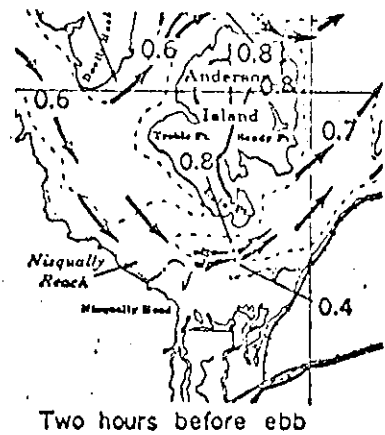 0.6
0.8
0.6
Anderson
0.8
Island
0.7
Treble Pt.
0.8
Nisqually
Reach
0.4
Nisqually Head
Two hours before ebb